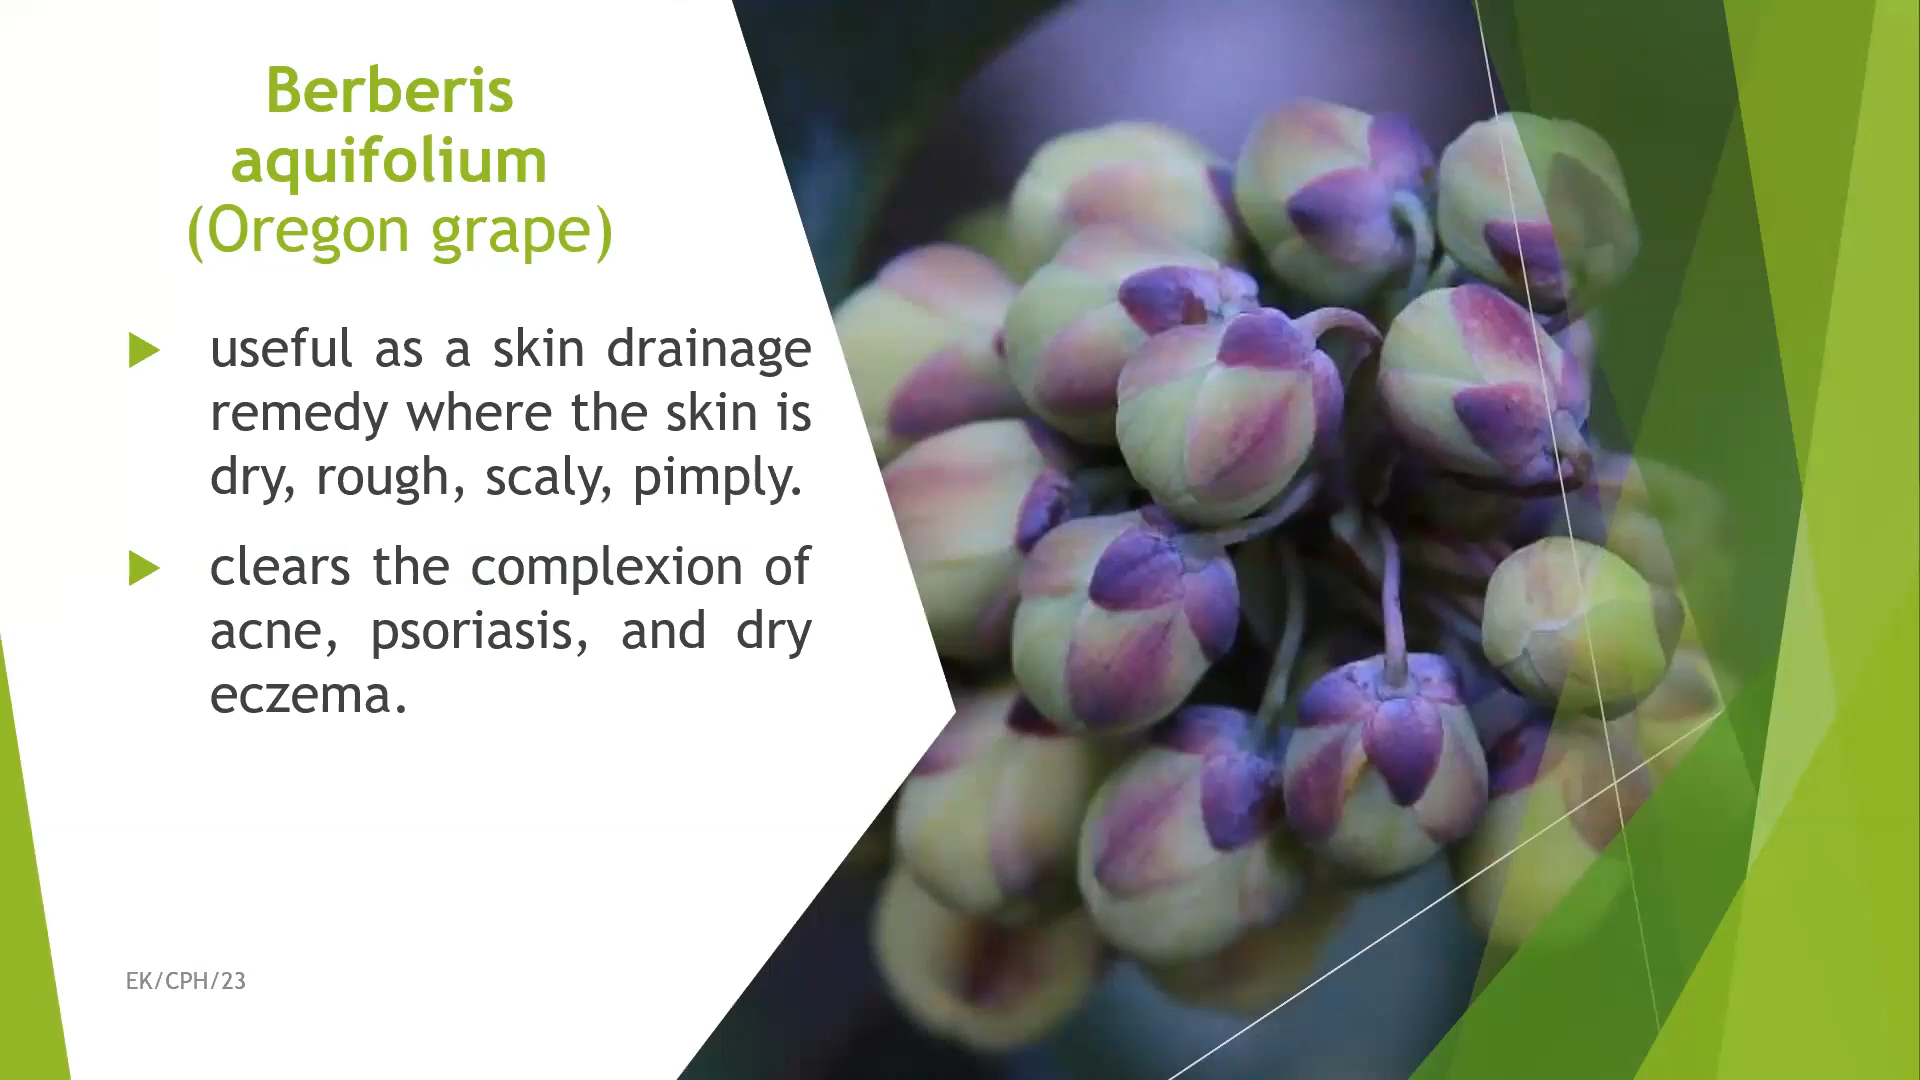 Berberis
aquifolium
(Oregon grape)
useful as a skin drainage
remedy where the skin is
dry, rough, scaly, pimply.
clears the complexion of
acne, psoriasis, and dry
eczema.
EK/CPH/23